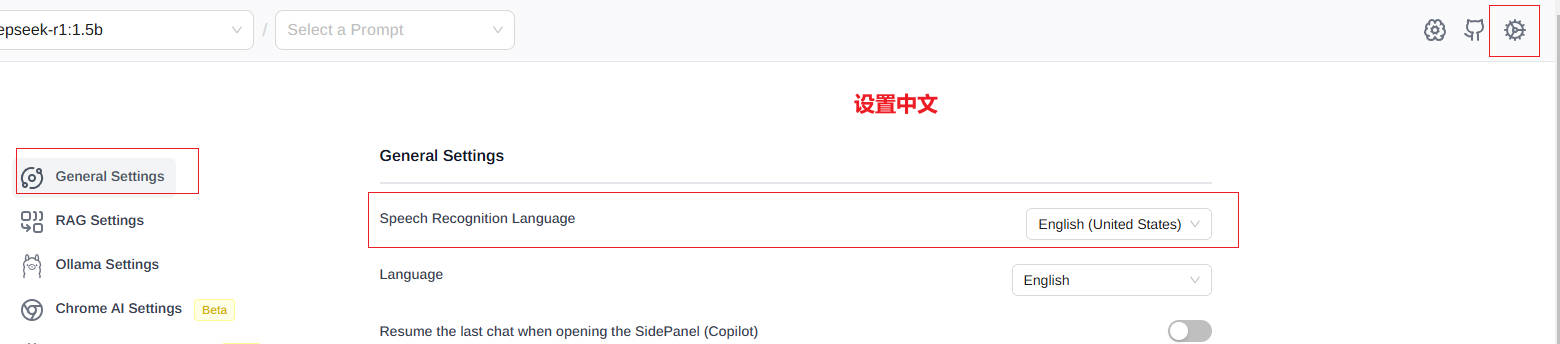 epseek-r1:1.5b / Select a Prompt
设置中文
General Settings
RAG Settings
Ollama Settings
Chrome AI Settings Beta
General Settings
Speech Recognition Language English (United States)
Language English
Resume the last chat when opening the SidePanel (Copilot)